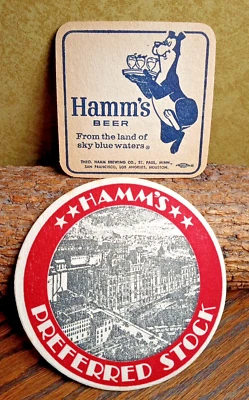 Hamm's
BEER
From the land of
sky blue waters®
THEO. HAMM BREWING CO., ST. PAUL, MINN.,
SAN FRANCISCO, LOS ANGELES, HOUSTON.
HAMM'S
PREFERRED STOCK